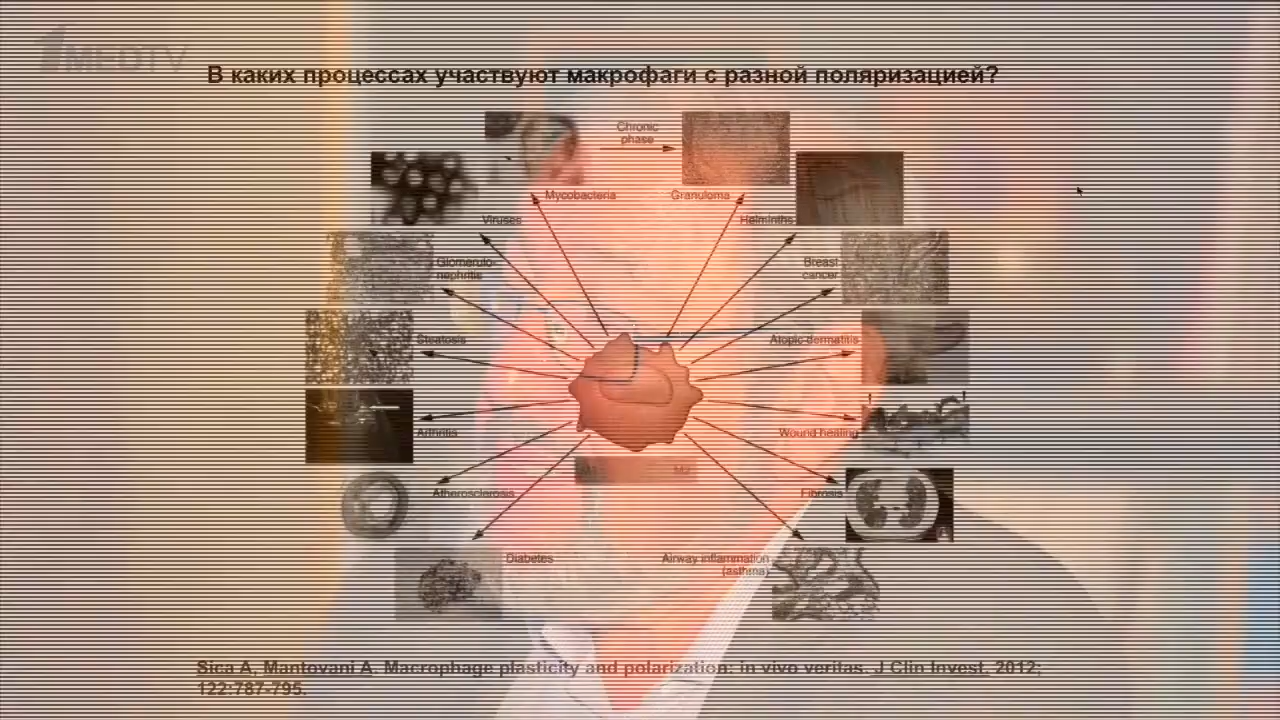 1MEDTV
В каких процессах участвуют макрофаги с разной поляризацией?
Chronic
phase
Mycobacteria
Granuloma
Viruses
Helminths
Glomerulo-
nephritis
Breast
cancer
Steatosis
Atopic dermatitis
Arthritis
Wound healing
M1
M2
Atherosclerosis
Fibrosis
Diabetes
Airway inflammation
(asthma)
Sica A, Mantovani A. Macrophage plasticity and polarization: in vivo veritas. J Clin Invest. 2012;
122:787-795.